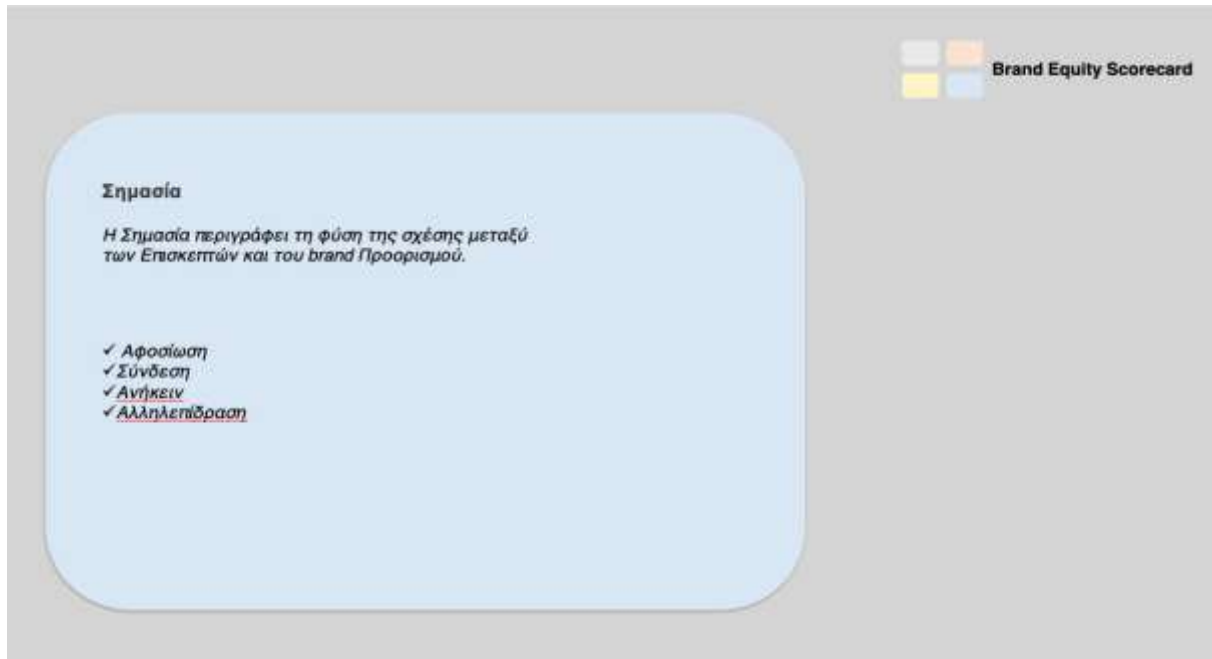 Brand Equity Scorecard
Σημασία
Η Σημασία περιγράφει τη φύση της σχέσης μεταξύ
των Επισκεπτών και του brand Προορισμού.
✓ Αφοσίωση
✓Σύνδεση
✓Ανήκειν
✓Αλληλεπίδραση